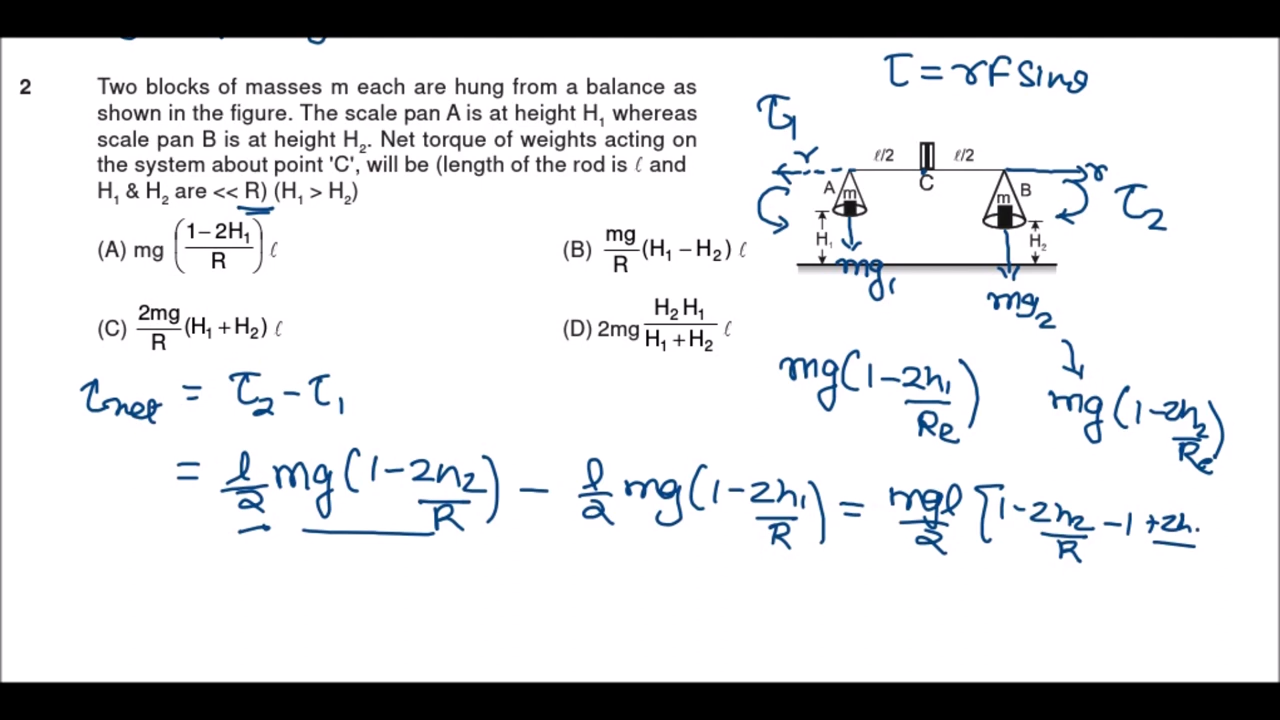 τ = rF sinθ
2 Two blocks of masses m each are hung from a balance as
shown in the figure. The scale pan A is at height H₁ whereas
scale pan B is at height H₂. Net torque of weights acting on
the system about point 'C', will be (length of the rod is ℓ and
H₁ & H₂ are << R) (H₁ > H₂)
(A) mg ((1–2H₁)/R) ℓ
(B) mg/R (H₁ – H₂) ℓ
(C) 2mg/R (H₁ + H₂) ℓ
(D) 2mg H₂ H₁/(H₁ + H₂) ℓ
τ₁
r
ℓ/2
ℓ/2
C
r
A
m
m
B
τ₂
H₁
H₂
mg₁
mg₂
mg(1-2h₁/Re)
mg(1-2h₂/Re)
τnet = τ₂ - τ₁
= l/2 mg(1-2h₂/R) - l/2 mg(1-2h₁/R) = mgl/2 [1-2h₂/R -1 +2h